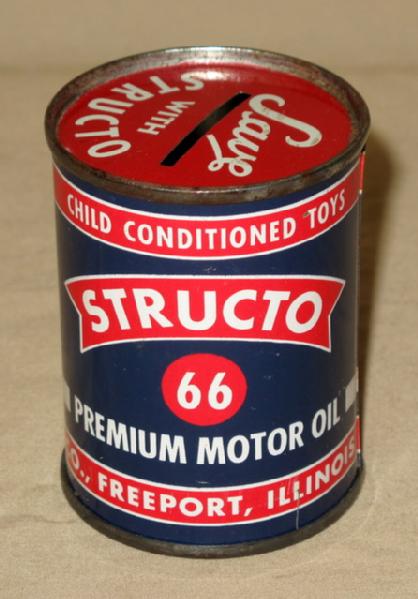 Save
WITH
STRUCTO
CHILD CONDITIONED TOYS
STRUCTO
66
PREMIUM MOTOR OIL
O., FREEPORT, ILLINOIS